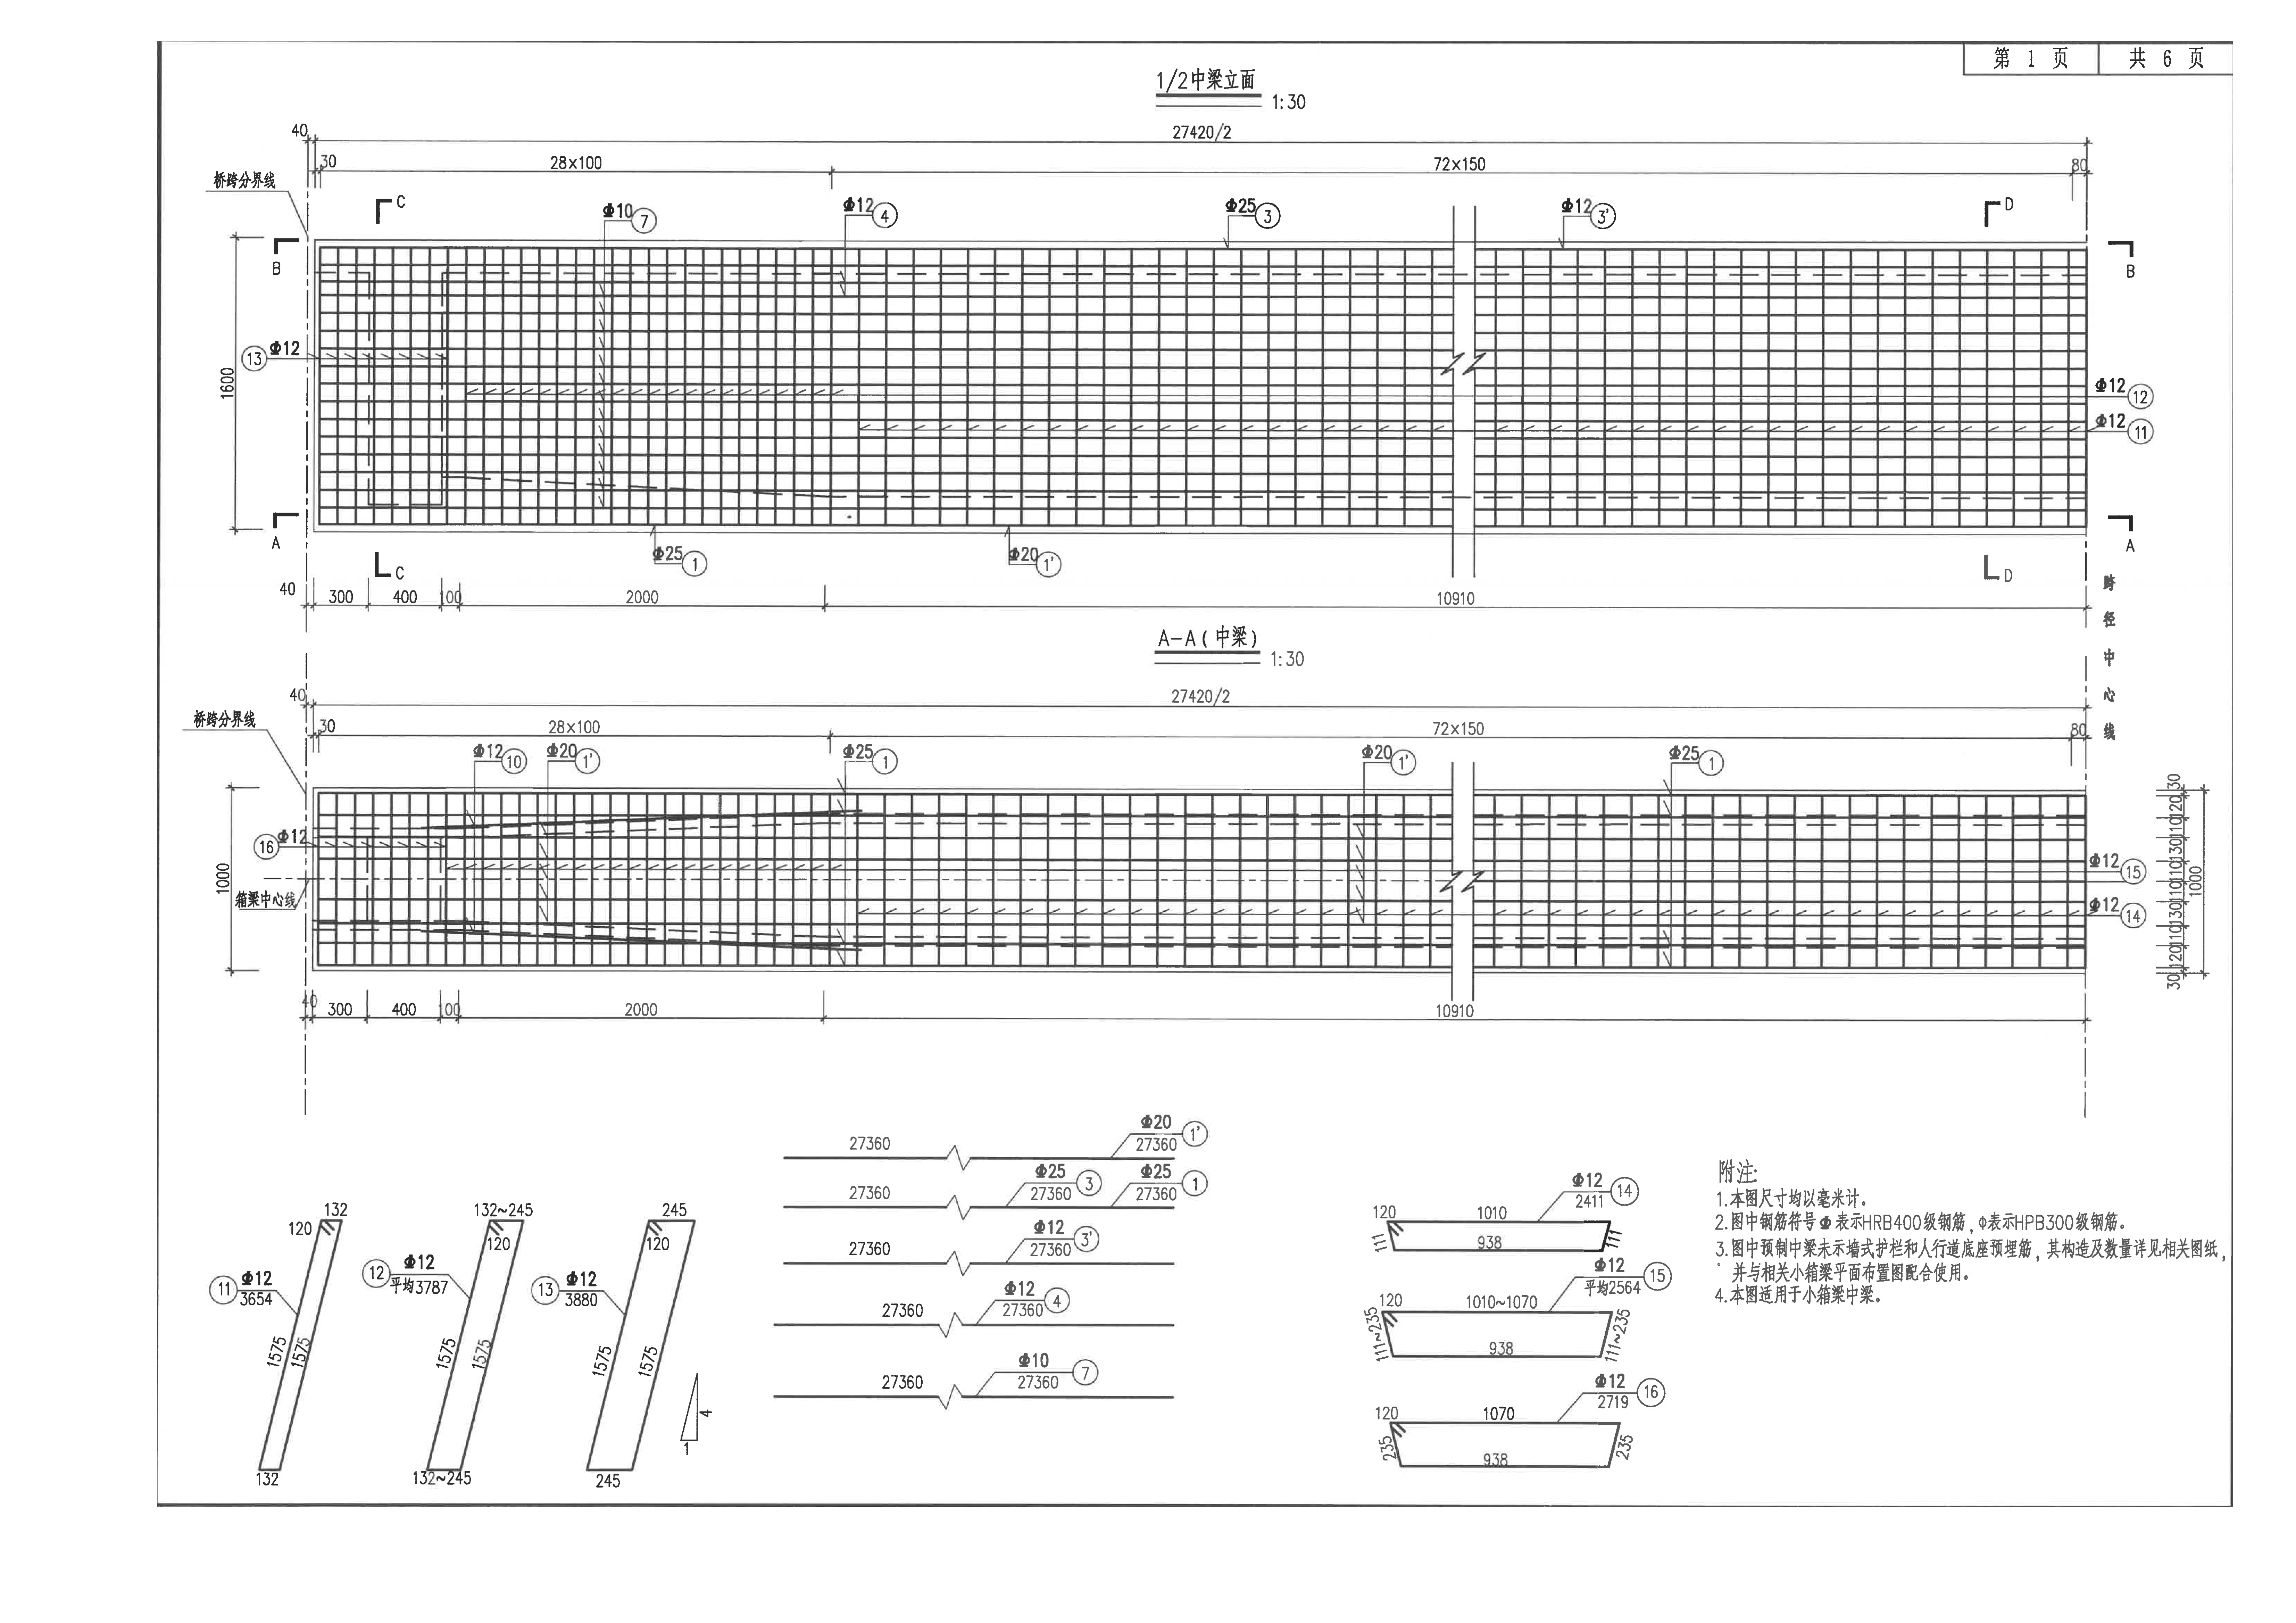 第 1 页
共 6 页
1/2中梁立面
1:30
40
27420/2
30
28×100
72×150
80
桥跨分界线
C
D
Φ10 7
Φ12 4
Φ25 3
Φ12 3'
B
B
13 Φ12
1600
Φ12 12
Φ12 11
A
A
Φ25 1
Φ20 1'
C
D
40
300
400
100
2000
10910
跨径中心线
A-A(中梁)
1:30
40
27420/2
桥跨分界线
30
28×100
72×150
80
Φ12 10
Φ20 1'
Φ25 1
Φ20 1'
Φ25 1
16 Φ12
1000
箱梁中心线
Φ12 15
Φ12 14
30
120
110
130
110
110
130
110
120
30
1000
40
300
400
100
2000
10910
132
120
11 Φ12
3654
1575
1575
132
132~245
120
12 Φ12
平均3787
1575
1575
132~245
245
120
13 Φ12
3880
1575
1575
245
4
1
27360
Φ20
27360 1'
27360
Φ25
27360 3
Φ25
27360 1
27360
Φ12
27360 3'
27360
Φ12
27360 4
27360
Φ10
27360 7
Φ12
2411 14
120
1010
111
938
111
Φ12
平均2564 15
120
1010~1070
111~235
938
111~235
Φ12
2719 16
120
1070
235
938
235
附注:
1.本图尺寸均以毫米计。
2.图中钢筋符号Φ表示HRB400级钢筋,Φ表示HPB300级钢筋。
3.图中预制中梁未示墙式护栏和人行道底座预埋筋,其构造及数量详见相关图纸,
并与相关小箱梁平面布置图配合使用。
4.本图适用于小箱梁中梁。